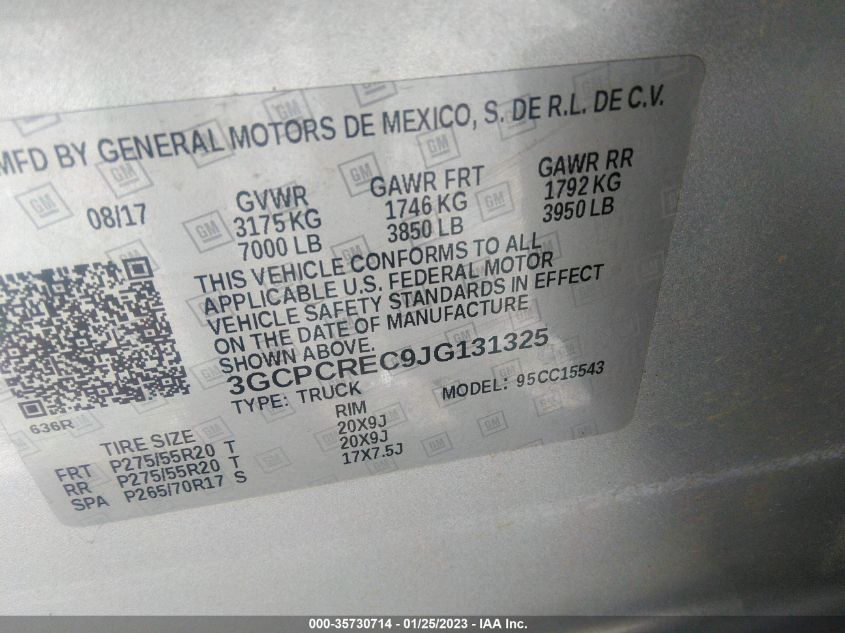 MFD BY GENERAL MOTORS DE MEXICO, S. DE R.L. DE C.V.
08/17
GVWR
3175 KG
7000 LB
GAWR FRT
1746 KG
3850 LB
GAWR RR
1792 KG
3950 LB
THIS VEHICLE CONFORMS TO ALL
APPLICABLE U.S. FEDERAL MOTOR
VEHICLE SAFETY STANDARDS IN EFFECT
ON THE DATE OF MANUFACTURE
SHOWN ABOVE.
3GCPCREC9JG131325
TYPE: TRUCK
MODEL: 95CC15543
636R
TIRE SIZE
RIM
FRT P275/55R20 T 20X9J
RR P275/55R20 T 20X9J
SPA P265/70R17 S 17X7.5J
000-35730714 - 01/25/2023 - IAA Inc.